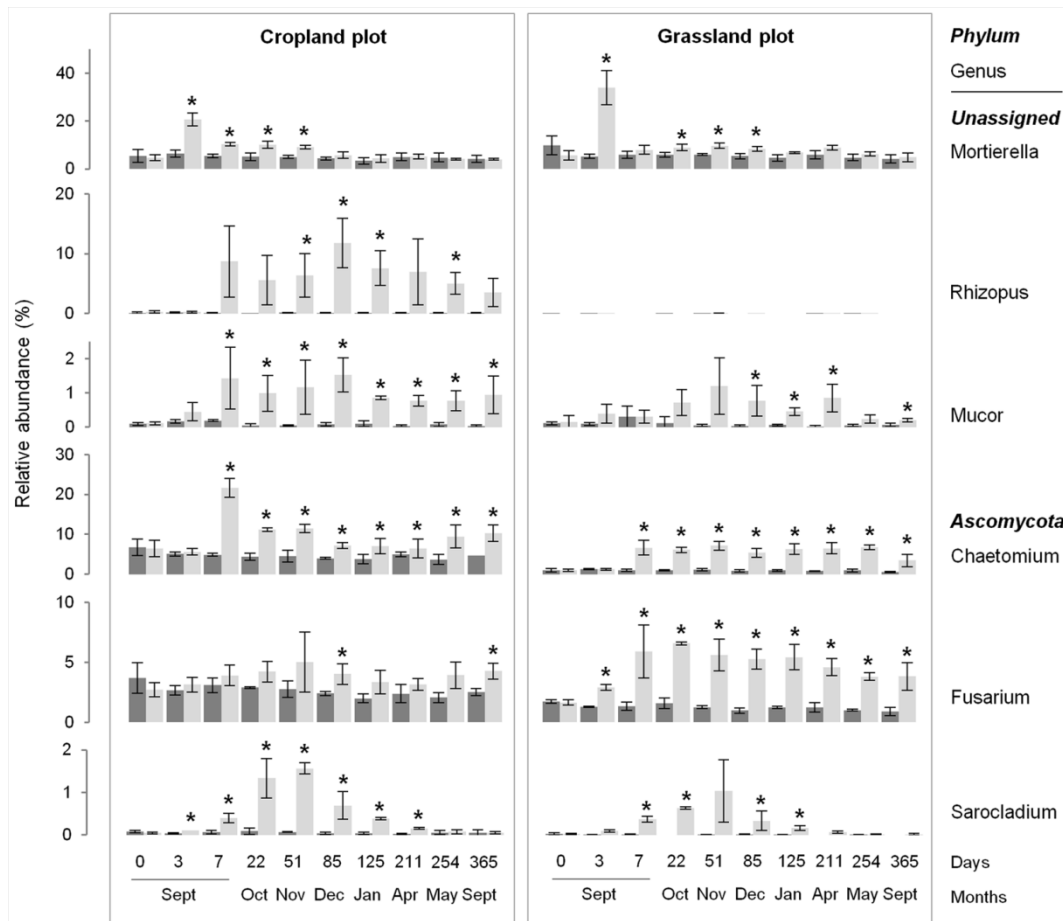 Cropland plot
Grassland plot
Phylum
Genus
Unassigned
Mortierella
Rhizopus
Mucor
Ascomycota
Chaetomium
Fusarium
Sarocladium
Relative abundance (%)
40
20
0
* * * *
* * * *
20
10
0
* * * *
2
1
0
* * * * * * * *
* * * *
30
20
10
0
* * * * * * * *
* * * * * * * *
10
5
0
* *
* * * * * * * * *
2
1
0
* * * * * * *
* * * *
0 3 7 22 51 85 125 211 254 365
0 3 7 22 51 85 125 211 254 365
Days
Sept Oct Nov Dec Jan Apr May Sept
Sept Oct Nov Dec Jan Apr May Sept
Months